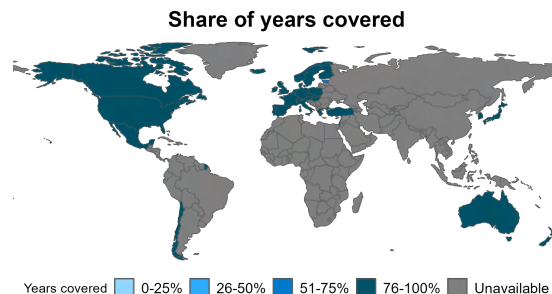 Share of years covered
Years covered 0-25% 26-50% 51-75% 76-100% Unavailable